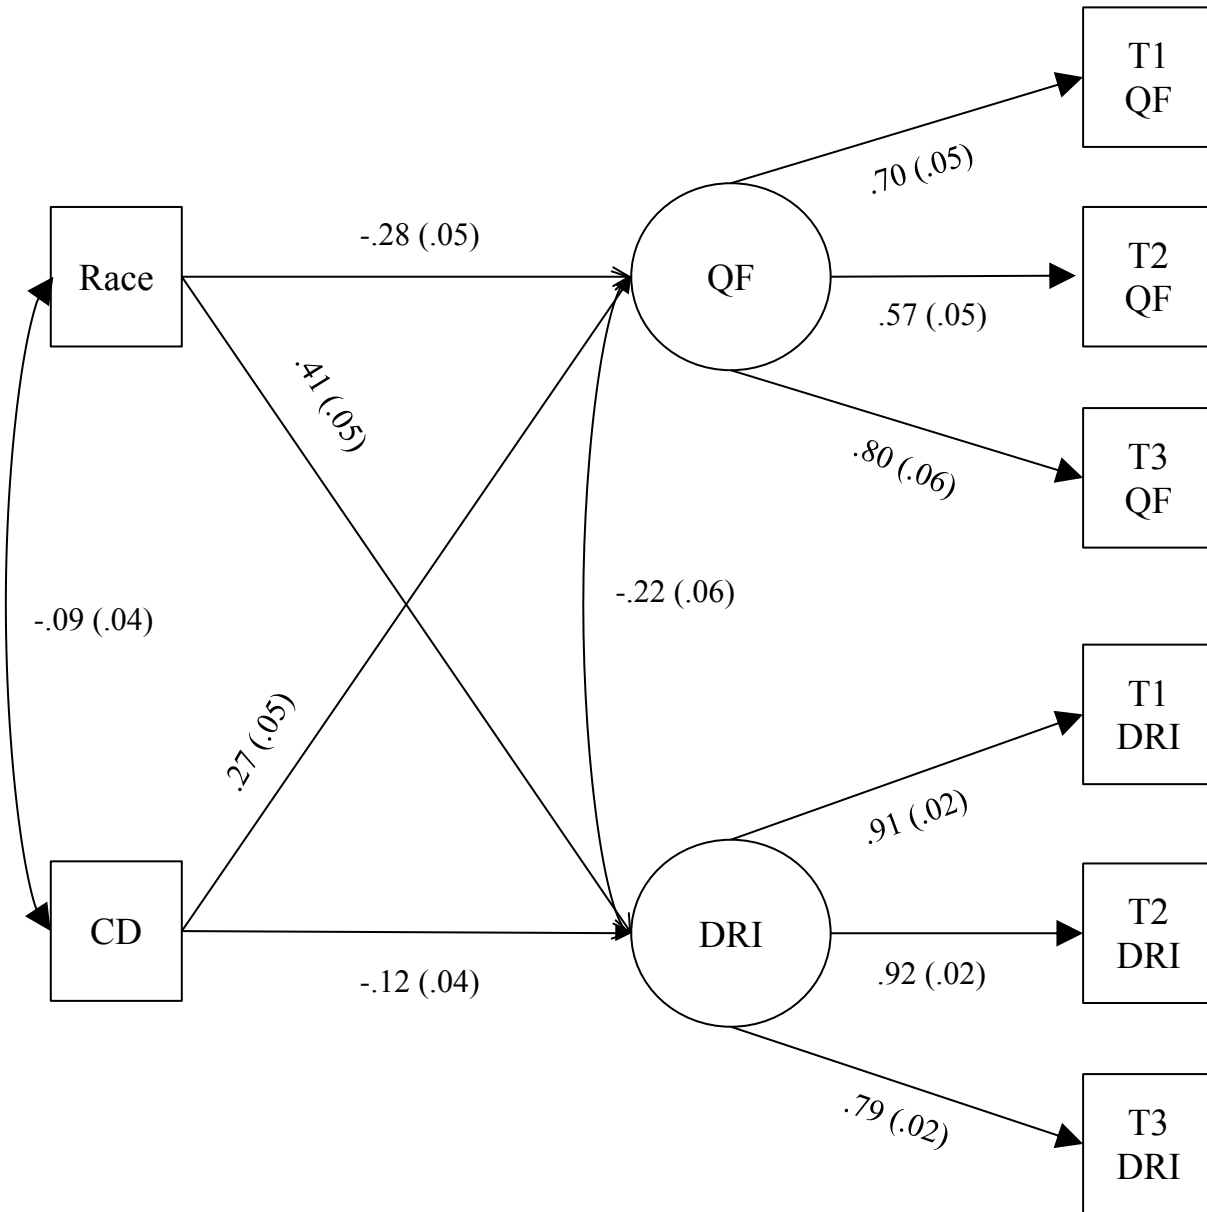 T1
QF
.70 (.05)
-.28 (.05)
Race
QF
T2
QF
.57 (.05)
.41 (.05)
T3
QF
.80 (.06)
-.09 (.04)
-.22 (.06)
T1
DRI
.27 (.05)
.91 (.02)
CD
DRI
T2
DRI
-.12 (.04)
.92 (.02)
.79 (.02)
T3
DRI